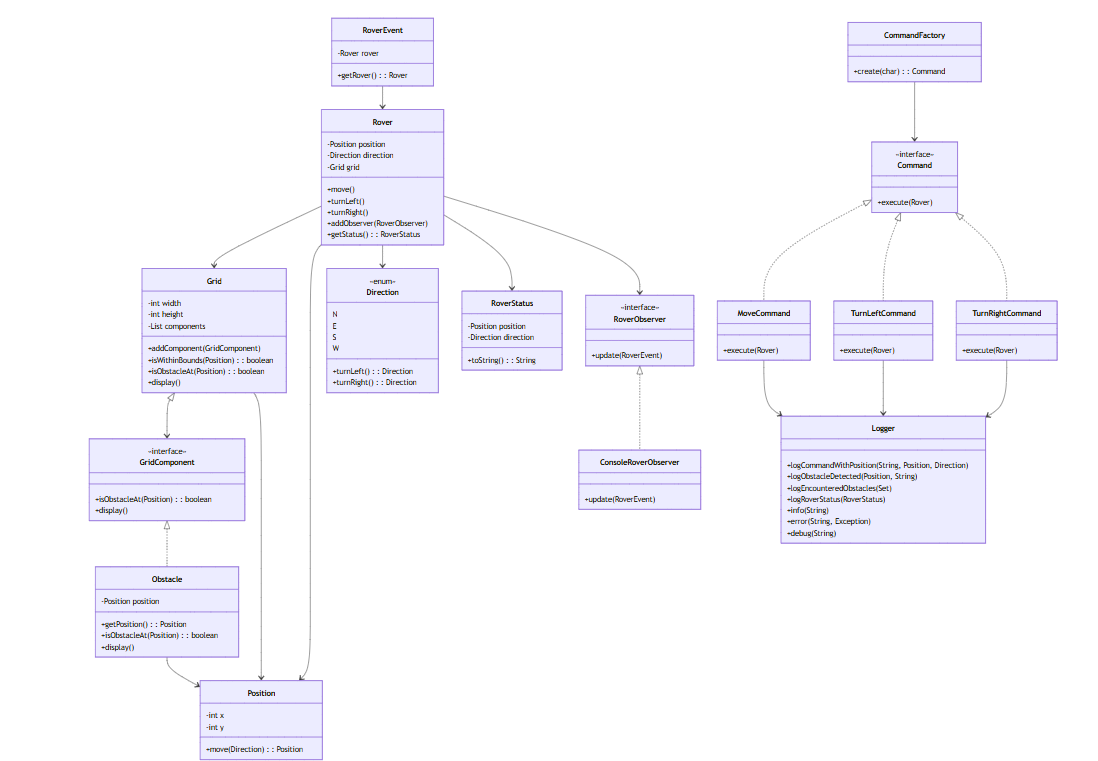 RoverEvent
-Rover rover
+getRover() : : Rover
CommandFactory
+create(char) : : Command
Rover
-Position position
-Direction direction
-Grid grid
+move()
+turnLeft()
+turnRight()
+addObserver(RoverObserver)
+getStatus() : : RoverStatus
«interface»
Command
+execute(Rover)
Grid
-int width
-int height
-List components
+addComponent(GridComponent)
+isWithinBounds(Position) : : boolean
+isObstacleAt(Position) : : boolean
+display()
«enum»
Direction
N
E
S
W
+turnLeft() : : Direction
+turnRight() : : Direction
RoverStatus
-Position position
-Direction direction
+toString() : : String
«interface»
RoverObserver
+update(RoverEvent)
MoveCommand
+execute(Rover)
TurnLeftCommand
+execute(Rover)
TurnRightCommand
+execute(Rover)
«interface»
GridComponent
+isObstacleAt(Position) : : boolean
+display()
ConsoleRoverObserver
+update(RoverEvent)
Logger
+logCommandWithPosition(String, Position, Direction)
+logObstacleDetected(Position, String)
+logEncounteredObstacles(Set)
+logRoverStatus(RoverStatus)
+info(String)
+error(String, Exception)
+debug(String)
Obstacle
-Position position
+getPosition() : : Position
+isObstacleAt(Position) : : boolean
+display()
Position
-int x
-int y
+move(Direction) : : Position